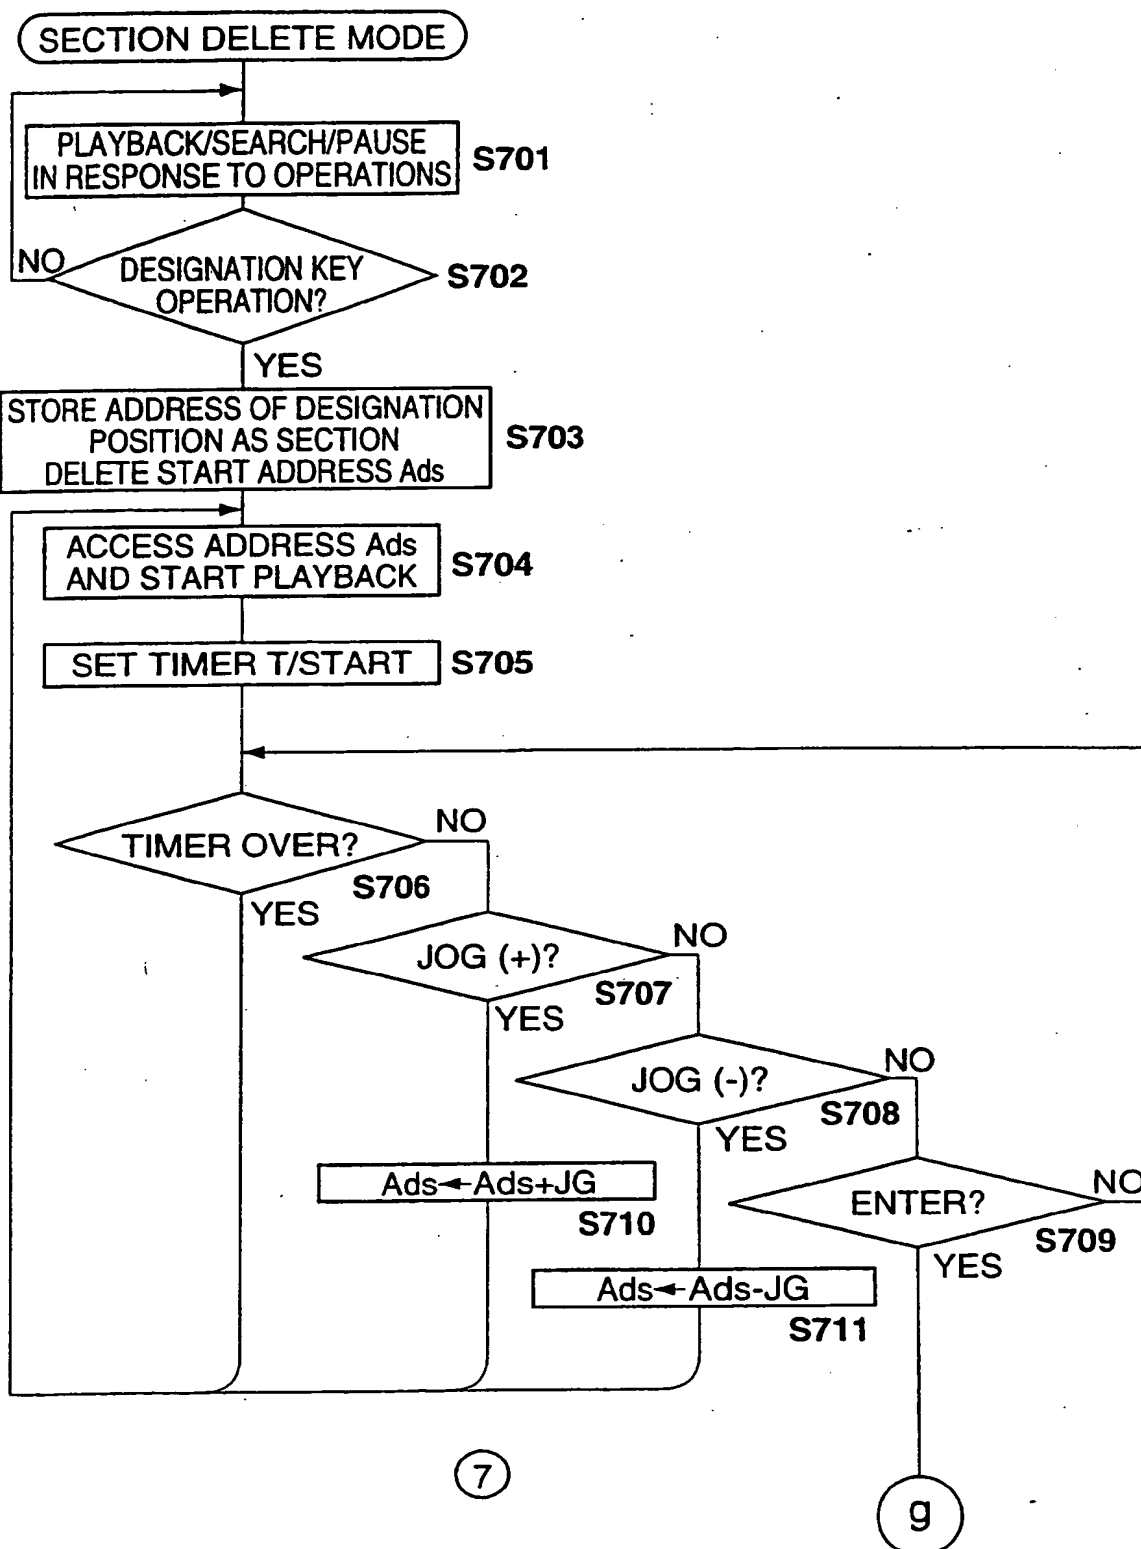 SECTION DELETE MODE
PLAYBACK/SEARCH/PAUSE
IN RESPONSE TO OPERATIONS
S701
NO
DESIGNATION KEY
OPERATION?
S702
YES
STORE ADDRESS OF DESIGNATION
POSITION AS SECTION
DELETE START ADDRESS Ads
S703
ACCESS ADDRESS Ads
AND START PLAYBACK
S704
SET TIMER T/START
S705
TIMER OVER?
NO
S706
YES
JOG (+)?
NO
S707
YES
JOG (-)?
NO
S708
YES
Ads←Ads+JG
S710
ENTER?
NO
S709
YES
Ads←Ads-JG
S711
7
g